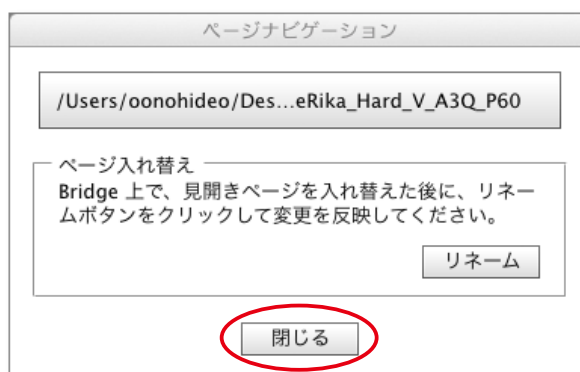 ページナビゲーション
/Users/oonohideo/Des...eRika_Hard_V_A3Q_P60
ページ入れ替え
Bridge 上で、見開きページを入れ替えた後に、リネー
ムボタンをクリックして変更を反映してください。
リネーム
閉じる